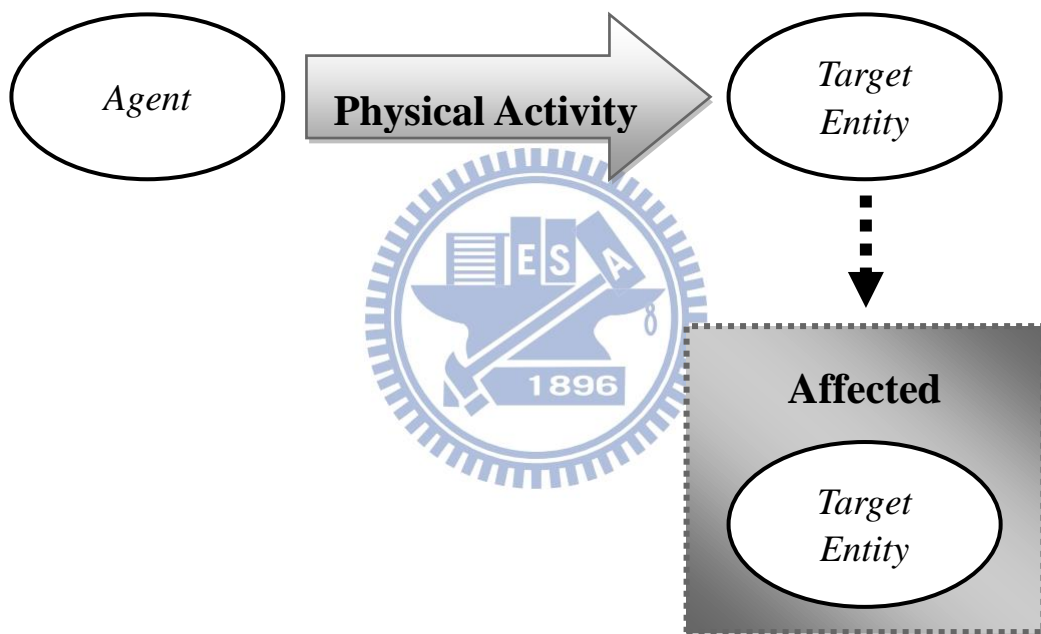 Agent
Physical Activity
Target
Entity
E S A
1896
Affected
Target
Entity